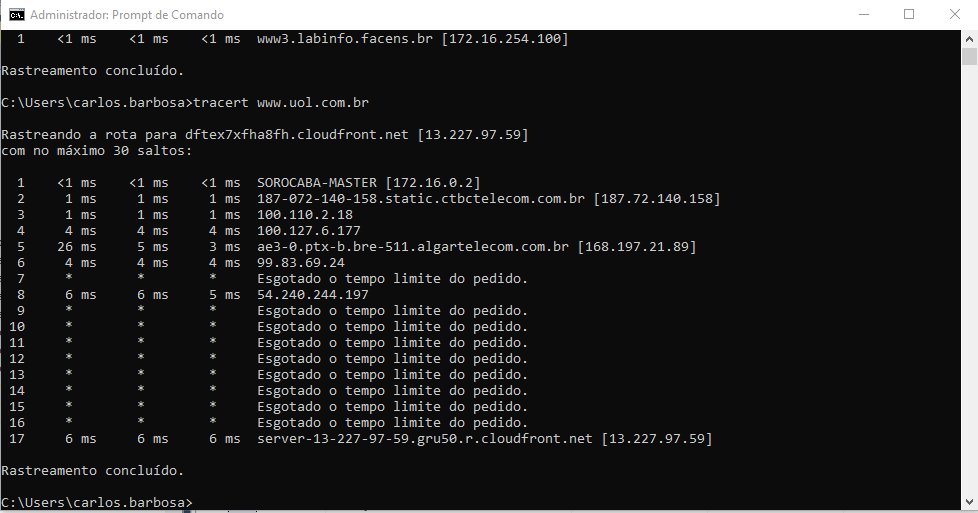 Administrador: Prompt de Comando
1 <1 ms <1 ms <1 ms www3.labinfo.facens.br [172.16.254.100]
Rastreamento concluído.
C:\Users\carlos.barbosa>tracert www.uol.com.br
Rastreando a rota para dftex7xfha8fh.cloudfront.net [13.227.97.59]
com no máximo 30 saltos:
1 <1 ms <1 ms <1 ms SOROCABA-MASTER [172.16.0.2]
2 1 ms 1 ms 1 ms 187-072-140-158.static.ctbctelecom.com.br [187.72.140.158]
3 1 ms 1 ms 1 ms 100.110.2.18
4 4 ms 4 ms 4 ms 100.127.6.177
5 26 ms 5 ms 3 ms ae3-0.ptx-b.bre-511.algartelecom.com.br [168.197.21.89]
6 4 ms 4 ms 4 ms 99.83.69.24
7 * * * Esgotado o tempo limite do pedido.
8 6 ms 6 ms 5 ms 54.240.244.197
9 * * * Esgotado o tempo limite do pedido.
10 * * * Esgotado o tempo limite do pedido.
11 * * * Esgotado o tempo limite do pedido.
12 * * * Esgotado o tempo limite do pedido.
13 * * * Esgotado o tempo limite do pedido.
14 * * * Esgotado o tempo limite do pedido.
15 * * * Esgotado o tempo limite do pedido.
16 * * * Esgotado o tempo limite do pedido.
17 6 ms 6 ms 6 ms server-13-227-97-59.gru50.r.cloudfront.net [13.227.97.59]
Rastreamento concluído.
C:\Users\carlos.barbosa>